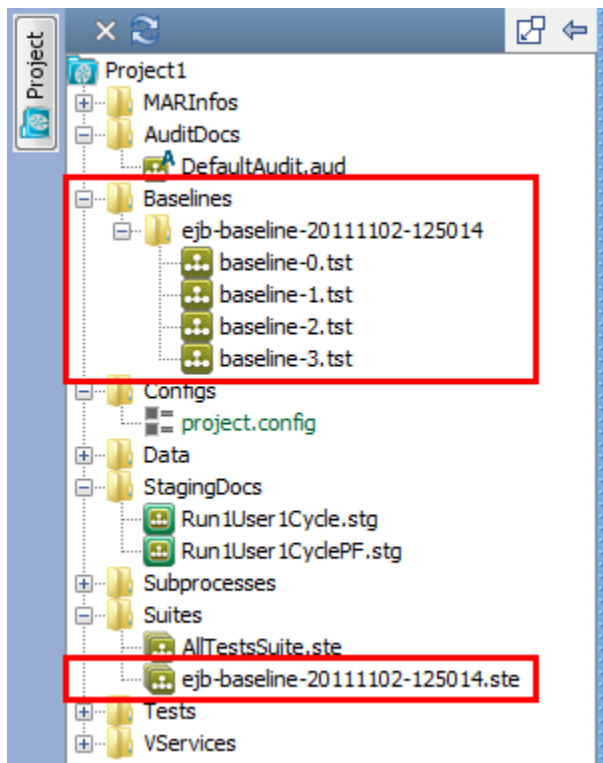 Project
Project1
MARInfos
AuditDocs
DefaultAudit.aud
Baselines
ejb-baseline-20111102-125014
baseline-0.tst
baseline-1.tst
baseline-2.tst
baseline-3.tst
Configs
project.config
Data
StagingDocs
Run1User1Cycle.stg
Run1User1CyclePF.stg
Subprocesses
Suites
AllTestsSuite.ste
ejb-baseline-20111102-125014.ste
Tests
VServices